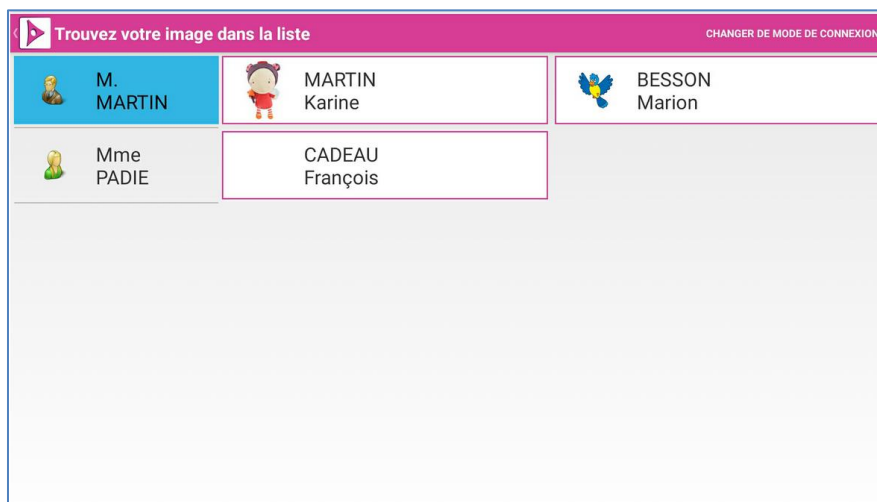 Trouvez votre image dans la liste
CHANGER DE MODE DE CONNEXION
M.
MARTIN
MARTIN
Karine
BESSON
Marion
Mme
PADIE
CADEAU
François